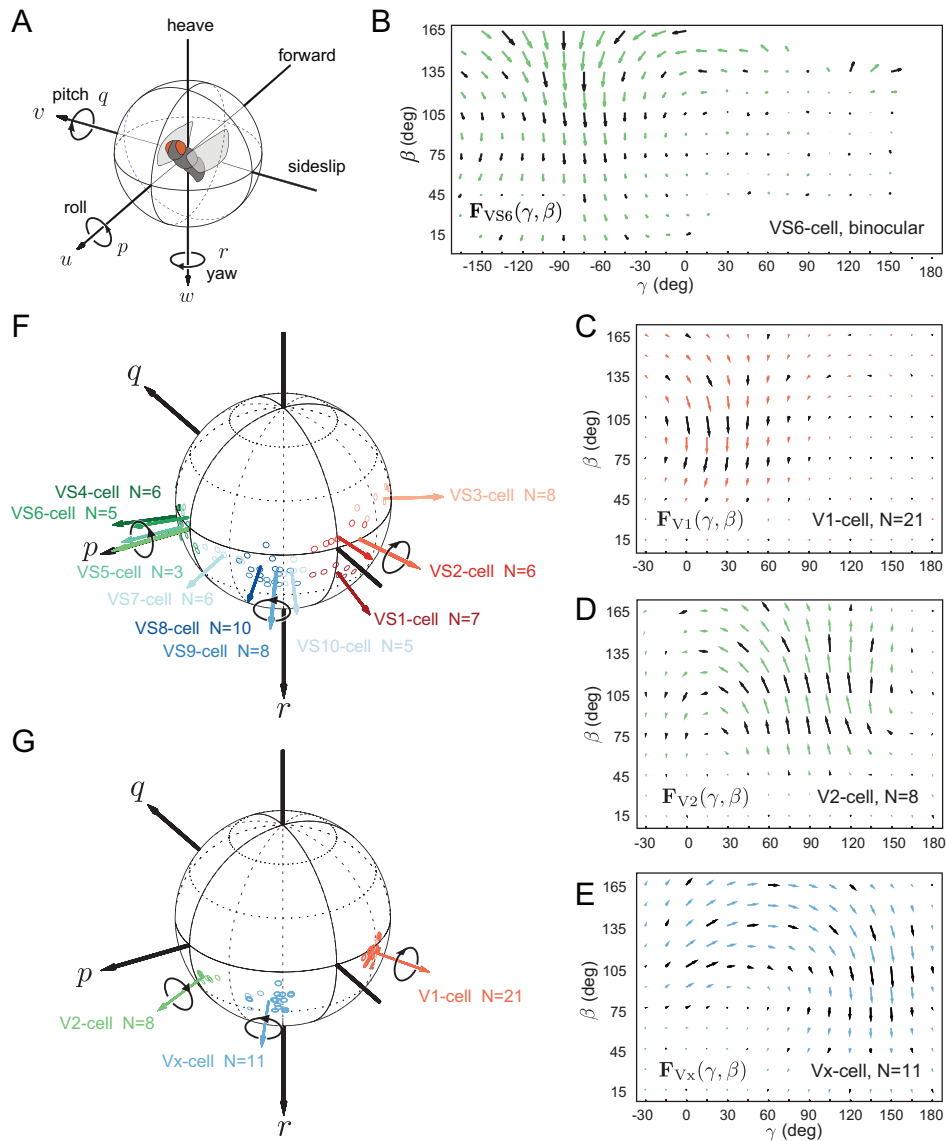 A
heave
forward
pitch
q
v
sideslip
roll
p
u
r
yaw
w
B
165
135
105
75
45
15
β (deg)
F_VS6(γ, β)
VS6-cell, binocular
-150 -120 -90 -60 -30 0 30 60 90 120 150 180
γ (deg)
F
q
VS4-cell N=6
VS6-cell N=5
p
VS5-cell N=3
VS7-cell N=6
VS8-cell N=10
VS9-cell N=8
VS10-cell N=5
VS3-cell N=8
VS2-cell N=6
VS1-cell N=7
r
C
165
135
105
75
45
15
β (deg)
F_V1(γ, β)
V1-cell, N=21
-30 0 30 60 90 120 150 180
D
165
135
105
75
45
15
β (deg)
F_V2(γ, β)
V2-cell, N=8
-30 0 30 60 90 120 150 180
G
q
p
V2-cell N=8
Vx-cell N=11
V1-cell N=21
r
E
165
135
105
75
45
15
β (deg)
F_Vx(γ, β)
Vx-cell, N=11
-30 0 30 60 90 120 150 180
γ (deg)